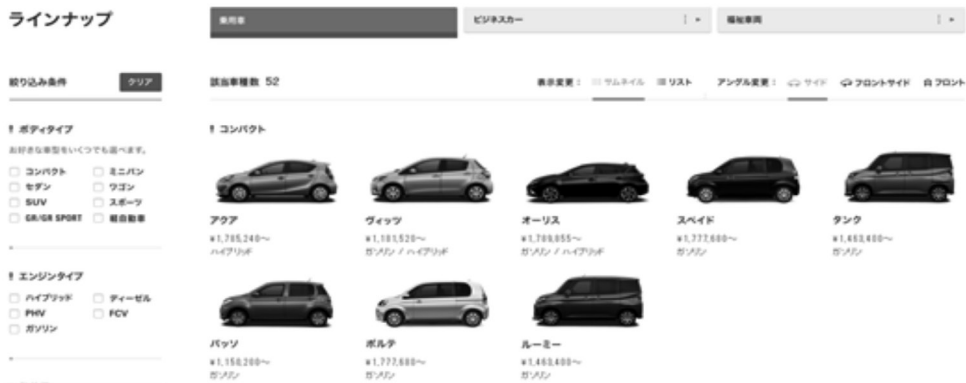 ラインナップ
乗用車
ビジネスカー
福祉車両
絞り込み条件
クリア
該当車種数 52
表示変更：
サムネイル
リスト
アングル変更：
サイド
フロントサイド
フロント
ボディタイプ
お好きな車型をいくつでも選べます。
コンパクト
ミニバン
セダン
ワゴン
SUV
スポーツ
GR/GR SPORT
軽自動車
エンジンタイプ
ハイブリッド
ディーゼル
PHV
FCV
ガソリン
コンパクト
アクア
¥1,785,240～
ハイブリッド
ヴィッツ
¥1,181,520～
ガソリン / ハイブリッド
オーリス
¥1,789,855～
ガソリン / ハイブリッド
スペイド
¥1,777,680～
ガソリン
タンク
¥1,463,400～
ガソリン
パッソ
¥1,150,200～
ガソリン
ポルテ
¥1,777,680～
ガソリン
ルーミー
¥1,463,400～
ガソリン